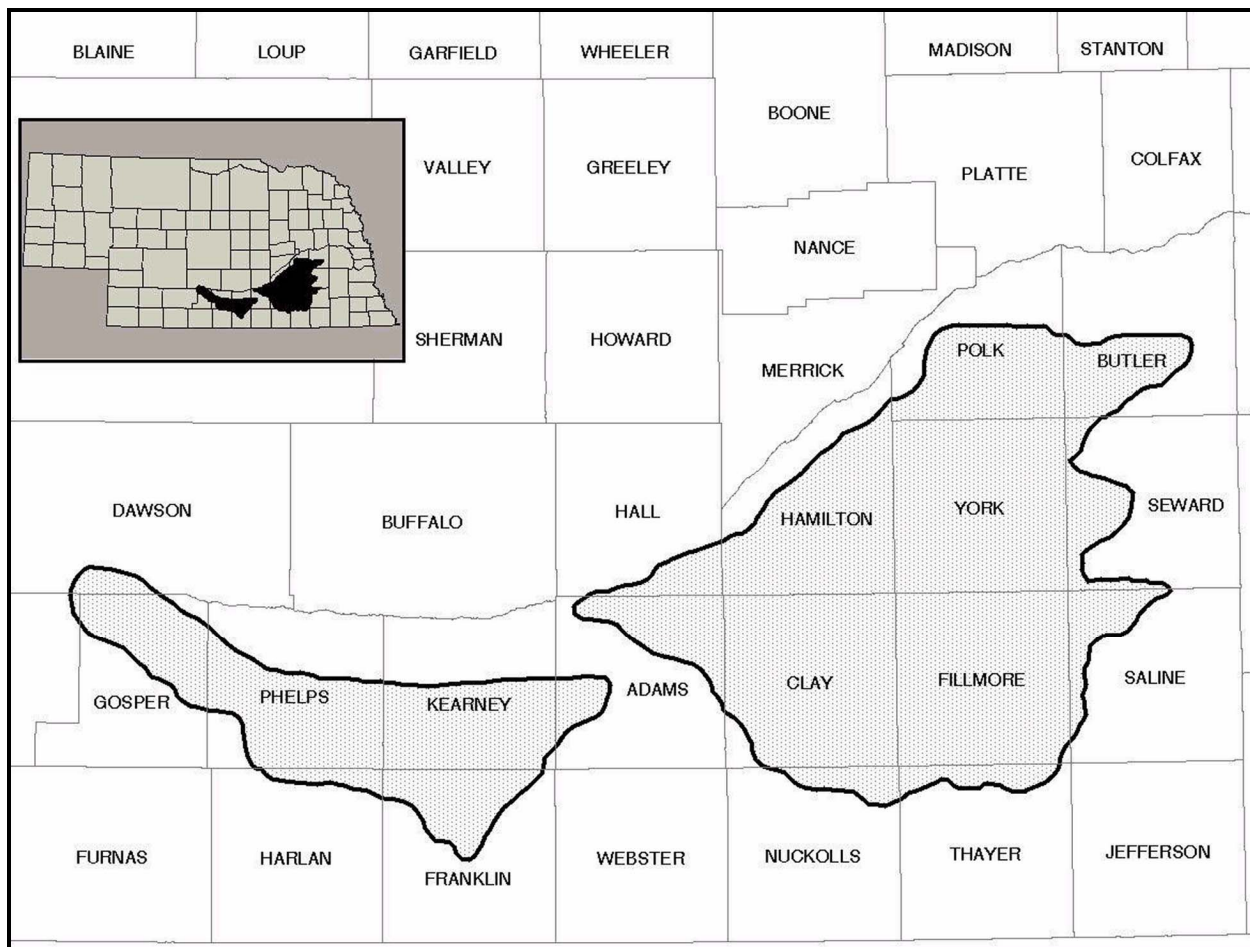 BLAINE
LOUP
GARFIELD
WHEELER
MADISON
STANTON
BOONE
VALLEY
GREELEY
PLATTE
COLFAX
NANCE
SHERMAN
HOWARD
MERRICK
POLK
BUTLER
DAWSON
BUFFALO
HALL
HAMILTON
YORK
SEWARD
GOSPER
PHELPS
KEARNEY
ADAMS
CLAY
FILLMORE
SALINE
FURNAS
HARLAN
FRANKLIN
WEBSTER
NUCKOLLS
THAYER
JEFFERSON